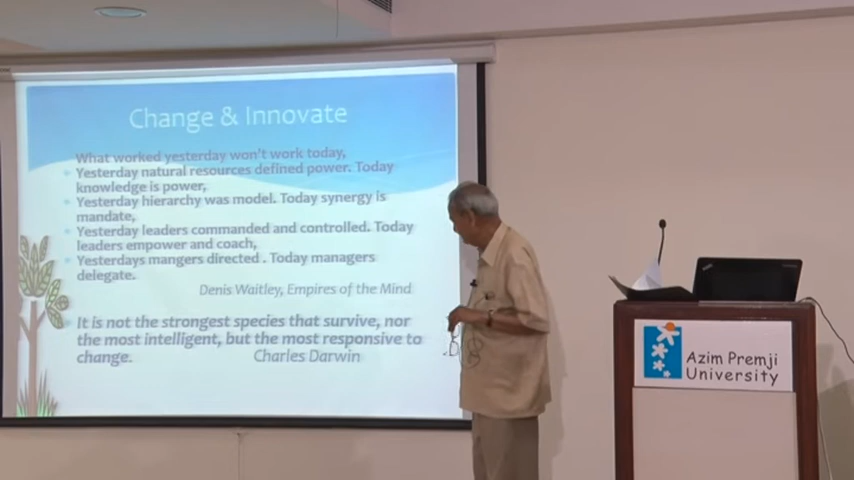 Change & Innovate
What worked yesterday won't work today,
Yesterday natural resources defined power. Today
knowledge is power,
Yesterday hierarchy was model. Today synergy is
mandate,
Yesterday leaders commanded and controlled. Today
leaders empower and coach,
Yesterdays mangers directed . Today managers
delegate.
Denis Waitley, Empires of the Mind
It is not the strongest species that survive, nor
the most intelligent, but the most responsive to
change.
Charles Darwin
Azim Premji
University